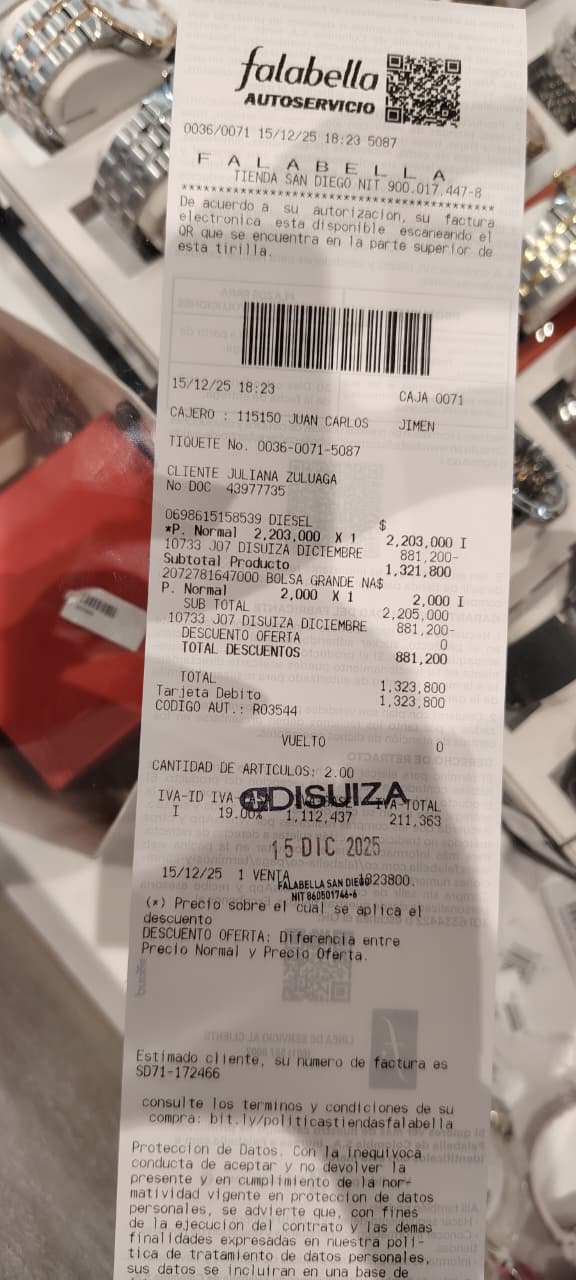 falabella
AUTOSERVICIO
0036/0071 15/12/25 18:23 5087
F A L A B E L L A
TIENDA SAN DIEGO NIT 900.017.447-8
******************************************
De acuerdo a su autorizacion, su factura
electronica esta disponible escaneando el
QR que se encuentra en la parte superior de
esta tirilla.
15/12/25 18:23 CAJA 0071
CAJERO : 115150 JUAN CARLOS JIMEN
TIQUETE No. 0036-0071-5087
CLIENTE JULIANA ZULUAGA
No DOC 43977735
0698615158539 DIESEL $
*P. Normal 2,203,000 X 1 2,203,000 I
10733 J07 DISUIZA DICIEMBRE 881,200-
Subtotal Producto 1,321,800
2072781647000 BOLSA GRANDE NA$
P. Normal 2,000 X 1 2,000 I
SUB TOTAL 2,205,000
10733 J07 DISUIZA DICIEMBRE 881,200-
DESCUENTO OFERTA 0
TOTAL DESCUENTOS 881,200
TOTAL 1,323,800
Tarjeta Debito 1,323,800
CODIGO AUT.: R03544
VUELTO 0
CANTIDAD DE ARTICULOS: 2.00
IVA-ID IVA- IVA-TOTAL
DISUIZA
I 19.00% 1,112,437 211,363
15 DIC 2025
15/12/25 1 VENTA 1323800.
FALABELLA SAN DIEGO
NIT 860501746-6
(*) Precio sobre el cual se aplica el
descuento
DESCUENTO OFERTA: Diferencia entre
Precio Normal y Precio Oferta.
Estimado cliente, su numero de factura es
SD71-172466
consulte los terminos y condiciones de su
compra: bit.ly/politicastiendasfalabella
Proteccion de Datos. Con la inequivoca
conducta de aceptar y no devolver la
presente y en cumplimiento de la nor-
matividad vigente en proteccion de datos
personales, se advierte que, con fines
de la ejecucion del contrato y las demas
finalidades expresadas en nuestra poli-
tica de tratamiento de datos personales,
sus datos se incluiran en una base de